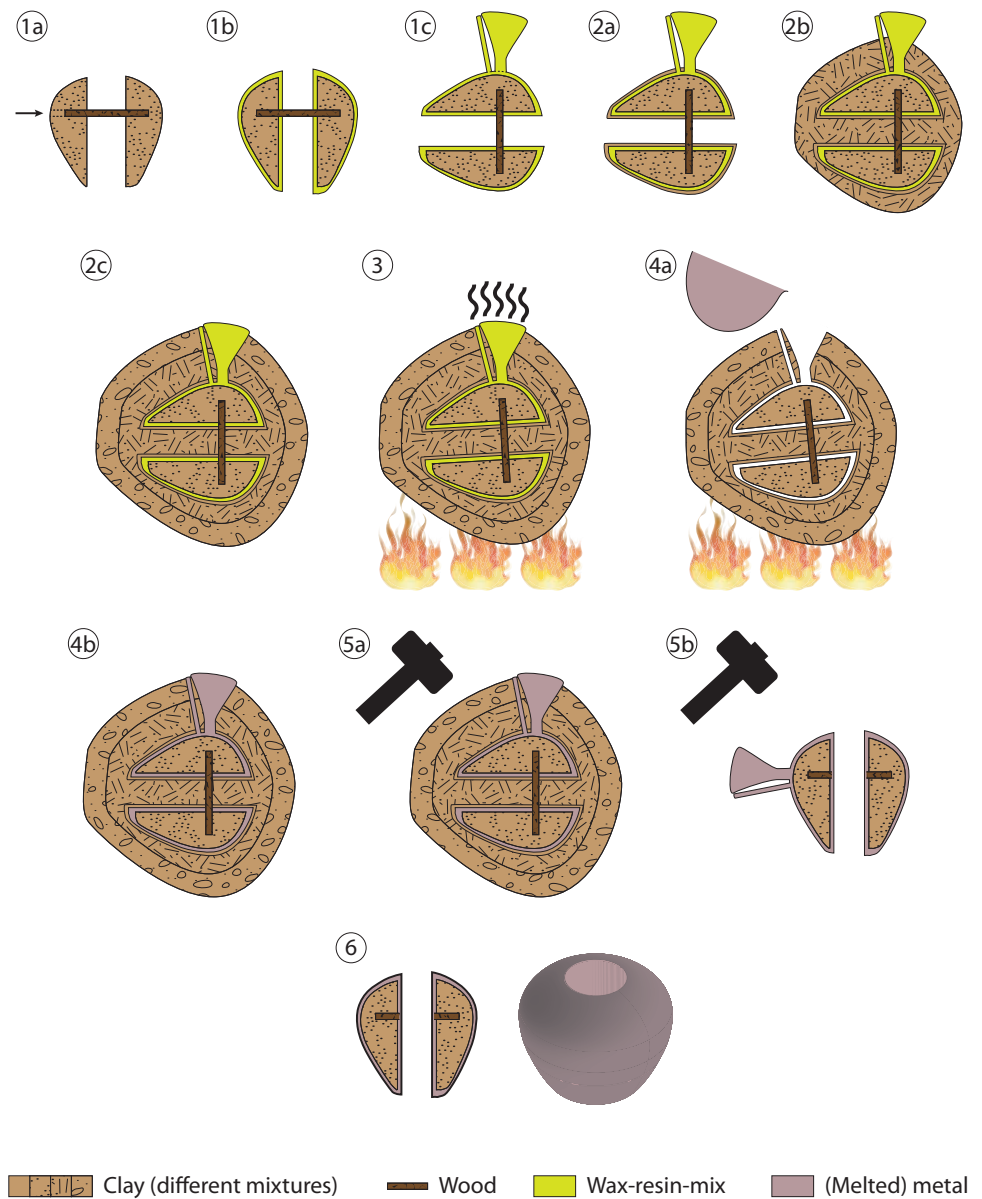 1a
1b
1c
2a
2b
2c
3
4a
4b
5a
5b
6
Clay (different mixtures)
Wood
Wax-resin-mix
(Melted) metal